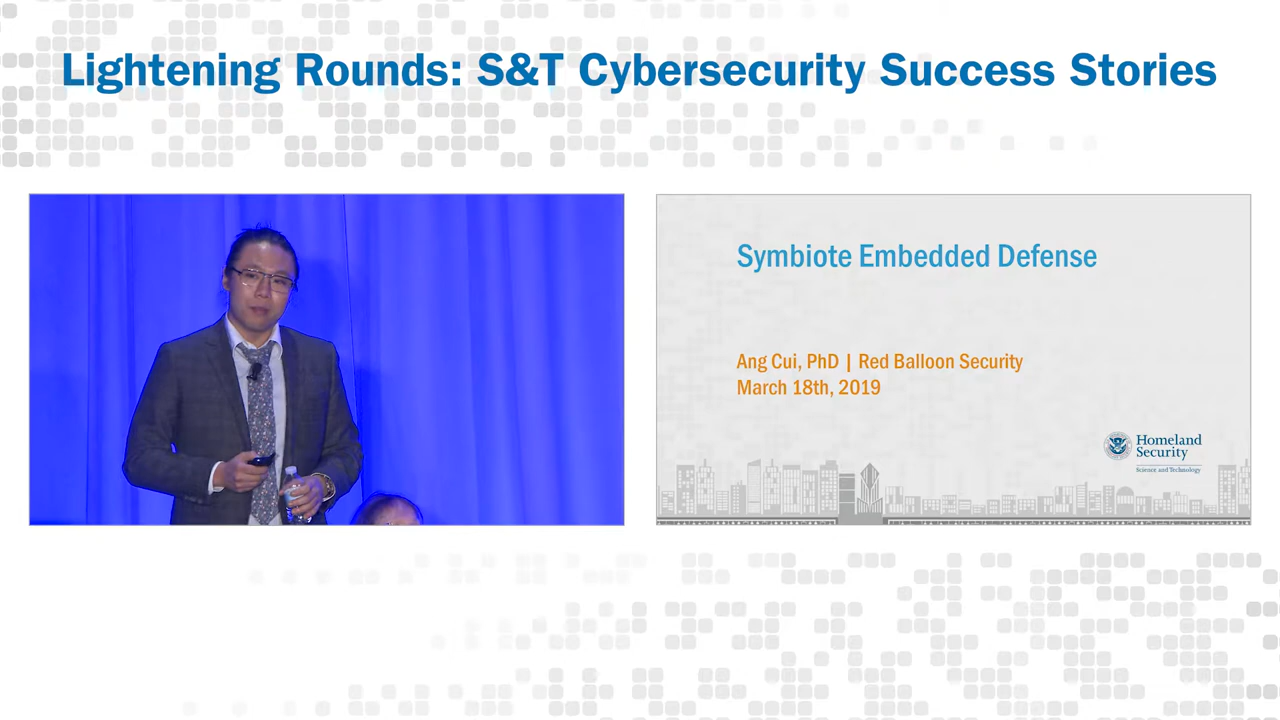 Lightening Rounds: S&T Cybersecurity Success Stories
Symbiote Embedded Defense
Ang Cui, PhD | Red Balloon Security
March 18th, 2019
Homeland
Security
Science and Technology